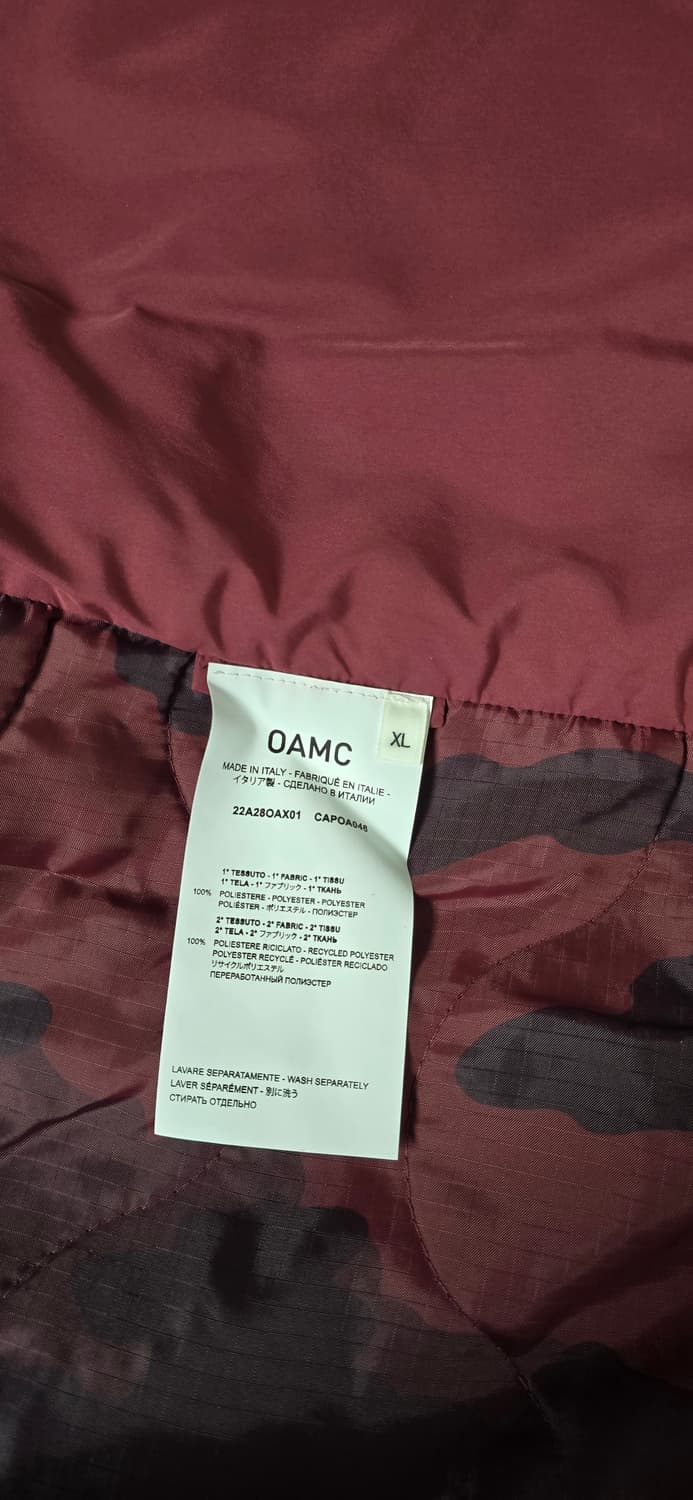 XL
OAMC
MADE IN ITALY - FABRIQUÉ EN ITALIE -
イタリア製 - СДЕЛАНО В ИТАЛИИ
22A28OAX01 CAPOA048
1° TESSUTO - 1° FABRIC - 1° TISSU
1° TELA - 1° ファブリック - 1° ТКАНЬ
100% POLIESTERE - POLYESTER - POLYESTER
POLIÉSTER - ポリエステル - ПОЛИЭСТЕР
2° TESSUTO - 2° FABRIC - 2° TISSU
2° TELA - 2° ファブリック - 2° ТКАНЬ
100% POLIESTERE RICICLATO - RECYCLED POLYESTER
POLYESTER RECYCLÉ - POLIÉSTER RECICLADO
リサイクルポリエステル
ПЕРЕРАБОТАННЫЙ ПОЛИЭСТЕР
LAVARE SEPARATAMENTE - WASH SEPARATELY
LAVER SÉPARÉMENT - 別に洗う
СТИРАТЬ ОТДЕЛЬНО